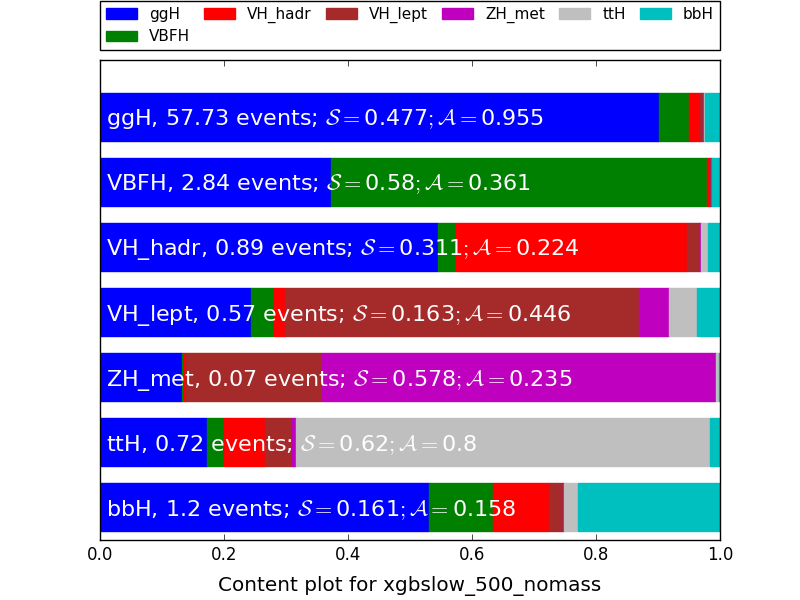 ggH VH_hadr VH_lept ZH_met ttH bbH
VBFH
ggH, 57.73 events; 𝒮 = 0.477; 𝒜 = 0.955
VBFH, 2.84 events; 𝒮 = 0.58; 𝒜 = 0.361
VH_hadr, 0.89 events; 𝒮 = 0.311; 𝒜 = 0.224
VH_lept, 0.57 events; 𝒮 = 0.163; 𝒜 = 0.446
ZH_met, 0.07 events; 𝒮 = 0.578; 𝒜 = 0.235
ttH, 0.72 events; 𝒮 = 0.62; 𝒜 = 0.8
bbH, 1.2 events; 𝒮 = 0.161; 𝒜 = 0.158
0.0 0.2 0.4 0.6 0.8 1.0
Content plot for xgbslow_500_nomass